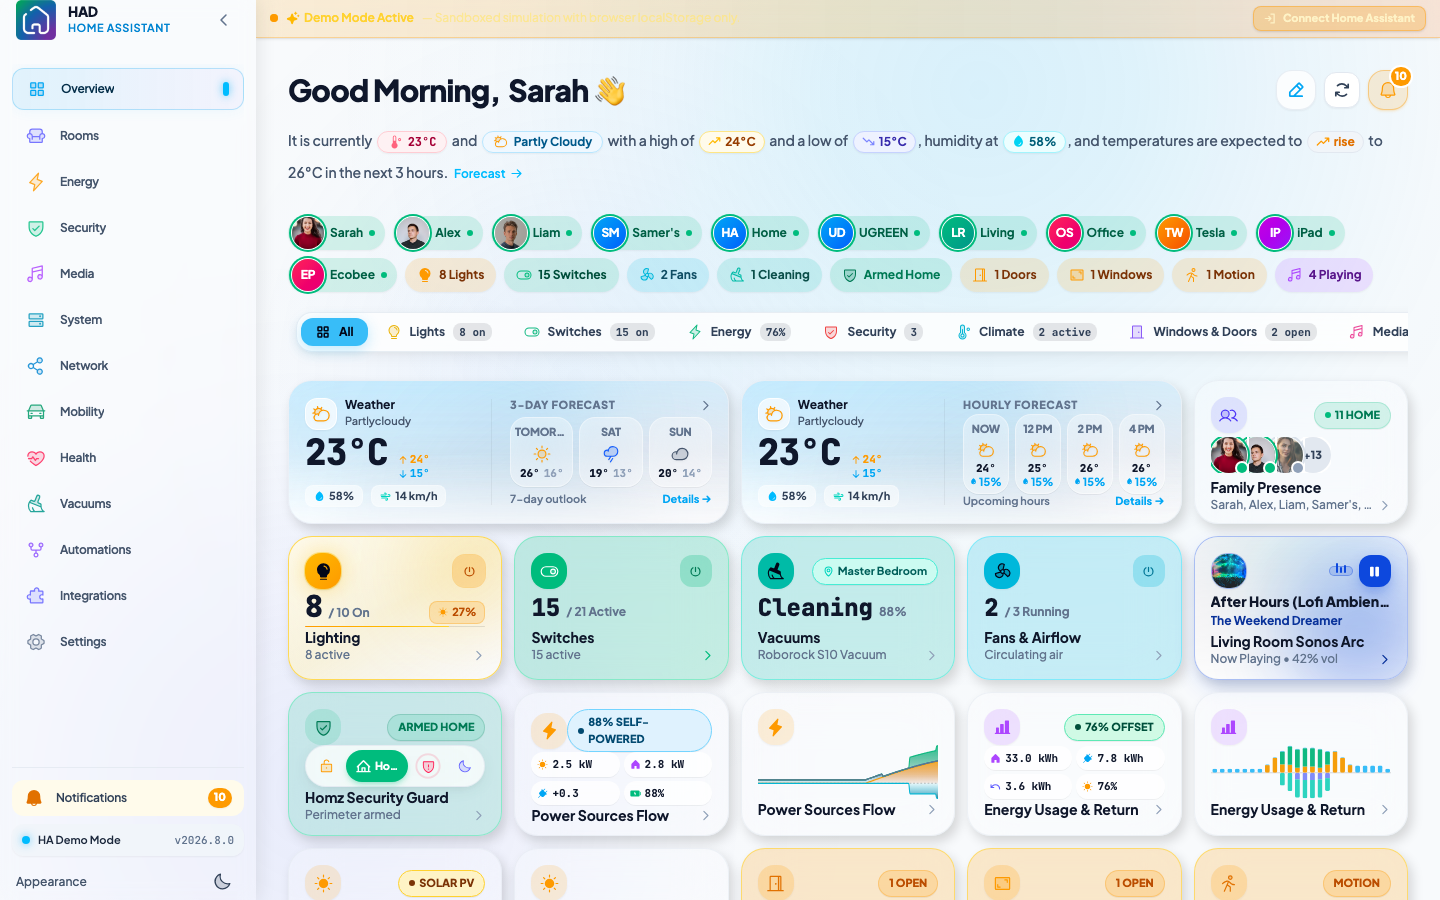 HAD
HOME ASSISTANT
Demo Mode Active
Connect Home Assistant
Overview
Rooms
Energy
Security
Media
System
Network
Mobility
Health
Vacuums
Automations
Integrations
Settings
Notifications
10
HA Demo Mode
v2026.8.0
Appearance
Good Morning, Sarah 👋
10
It is currently 23°C and Partly Cloudy with a high of 24°C and a low of 15°C , humidity at 58% , and temperatures are expected to rise to
26°C in the next 3 hours. Forecast →
Sarah
Alex
Liam
SM Samer's
HA Home
UD UGREEN
LR Living
OS Office
TW Tesla
IP iPad
EP Ecobee
8 Lights
15 Switches
2 Fans
1 Cleaning
Armed Home
1 Doors
1 Windows
1 Motion
4 Playing
All
Lights 8 on
Switches 15 on
Energy 76%
Security 3
Climate 2 active
Windows & Doors 2 open
Media
Weather
Partlycloudy
23°C
↑ 24°
↓ 15°
58%
14 km/h
3-DAY FORECAST
TOMOR...
26° 16°
SAT
19° 13°
SUN
20° 14°
7-day outlook
Details →
Weather
Partlycloudy
23°C
↑ 24°
↓ 15°
58%
14 km/h
HOURLY FORECAST
NOW
24°
15%
12 PM
25°
15%
2 PM
26°
15%
4 PM
26°
15%
Upcoming hours
Details →
11 HOME
+13
Family Presence
Sarah, Alex, Liam, Samer's, ...
8 / 10 On
27%
Lighting
8 active
15 / 21 Active
Switches
15 active
Master Bedroom
Cleaning 88%
Vacuums
Roborock S10 Vacuum
2 / 3 Running
Fans & Airflow
Circulating air
After Hours (Lofi Ambien...
The Weekend Dreamer
Living Room Sonos Arc
Now Playing • 42% vol
ARMED HOME
Ho...
Homz Security Guard
Perimeter armed
88% SELF-
POWERED
2.5 kW
2.8 kW
+0.3
88%
Power Sources Flow
Power Sources Flow
76% OFFSET
33.0 kWh
7.8 kWh
3.6 kWh
76%
Energy Usage & Return
Energy Usage & Return
SOLAR PV
1 OPEN
1 OPEN
MOTION